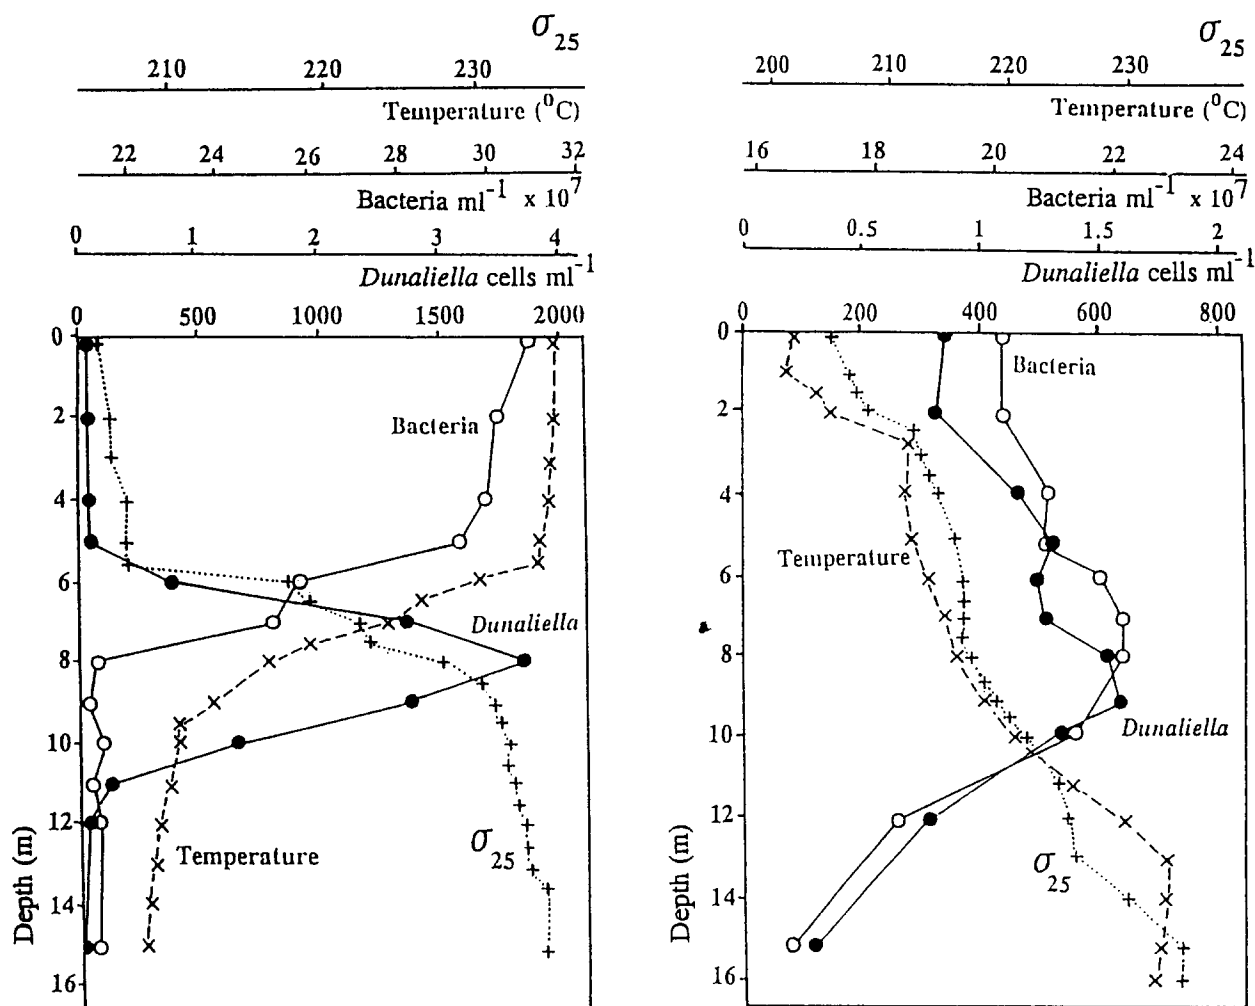 σ25
210 220 230
Temperature (⁰C)
22 24 26 28 30 32
Bacteria ml⁻¹ x 10⁷
0 1 2 3 4
Dunaliella cells ml⁻¹
0 500 1000 1500 2000
0
2
4
6
8
10
12
14
16
Depth (m)
Bacteria
Dunaliella
Temperature
σ25
σ25
200 210 220 230
Temperature (⁰C)
16 18 20 22 24
Bacteria ml⁻¹ x 10⁷
0 0.5 1 1.5 2
Dunaliella cells ml⁻¹
0 200 400 600 800
0
2
4
6
8
10
12
14
16
Depth (m)
Bacteria
Temperature
Dunaliella
σ25